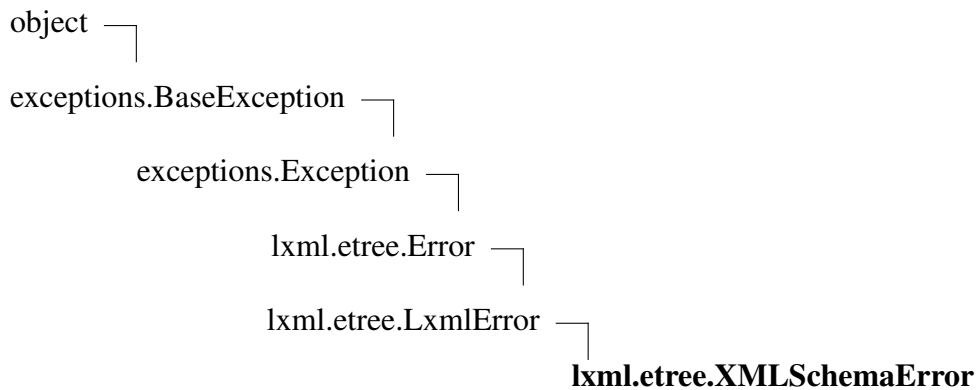 object
exceptions.BaseException
exceptions.Exception
lxml.etree.Error
lxml.etree.LxmlError
lxml.etree.XMLSchemaError